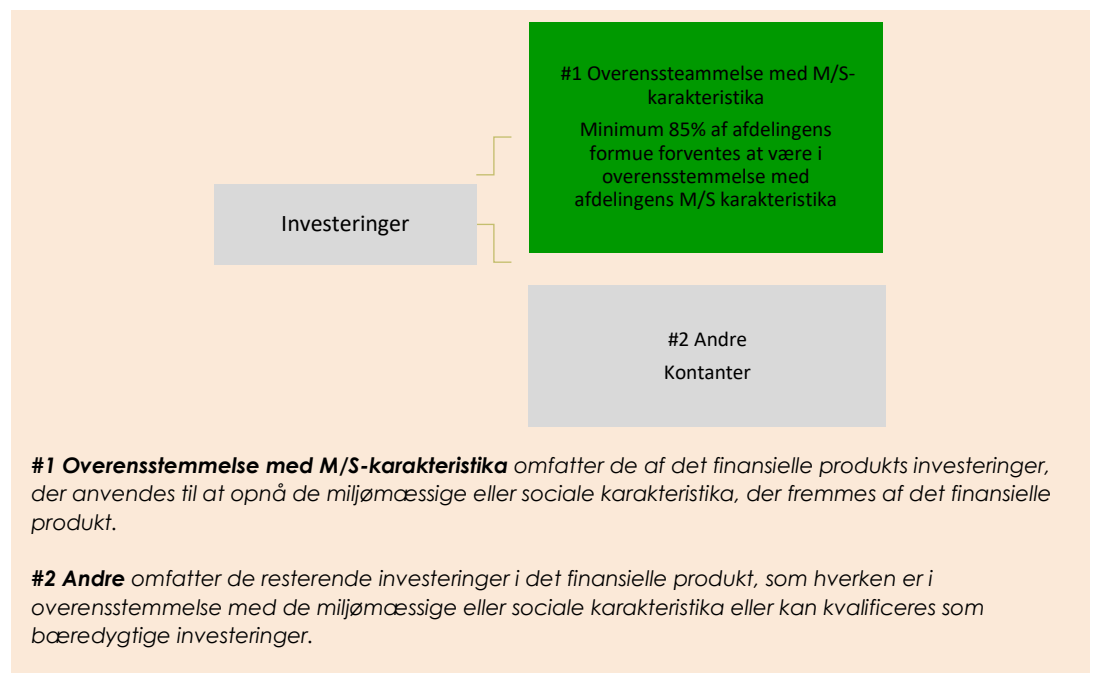 #1 Overenssteammelse med M/S-
karakteristika
Minimum 85% af afdelingens
formue forventes at være i
overensstemmelse med
afdelingens M/S karakteristika
Investeringer
#2 Andre
Kontanter
#1 Overensstemmelse med M/S-karakteristika omfatter de af det finansielle produkts investeringer,
der anvendes til at opnå de miljømæssige eller sociale karakteristika, der fremmes af det finansielle
produkt.
#2 Andre omfatter de resterende investeringer i det finansielle produkt, som hverken er i
overensstemmelse med de miljømæssige eller sociale karakteristika eller kan kvalificeres som
bæredygtige investeringer.